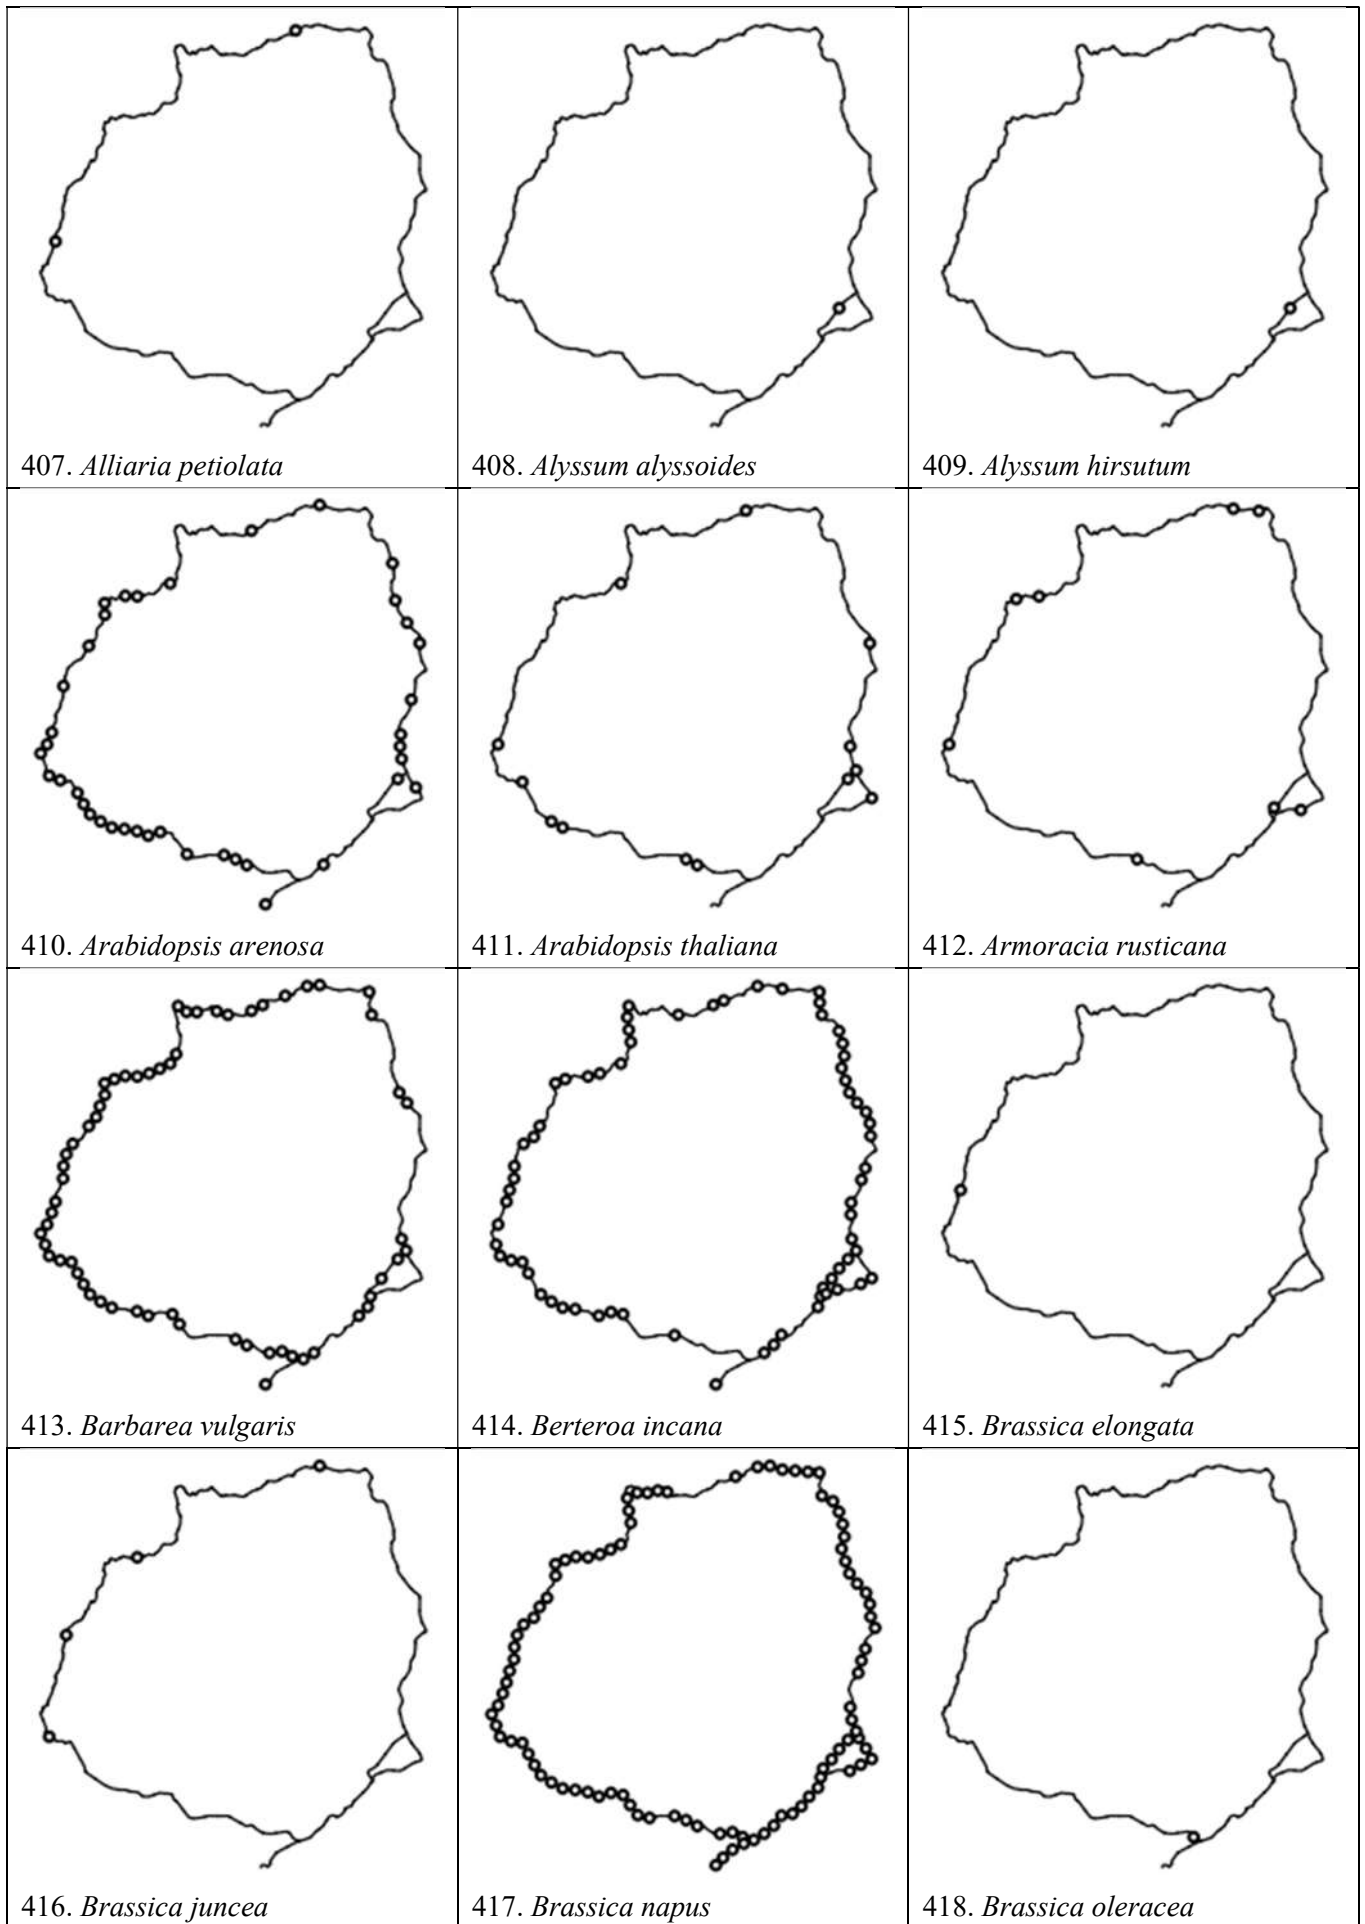 407. Alliaria petiolata
408. Alyssum alyssoides
409. Alyssum hirsutum
410. Arabidopsis arenosa
411. Arabidopsis thaliana
412. Armoracia rusticana
413. Barbarea vulgaris
414. Berteroa incana
415. Brassica elongata
416. Brassica juncea
417. Brassica napus
418. Brassica oleracea